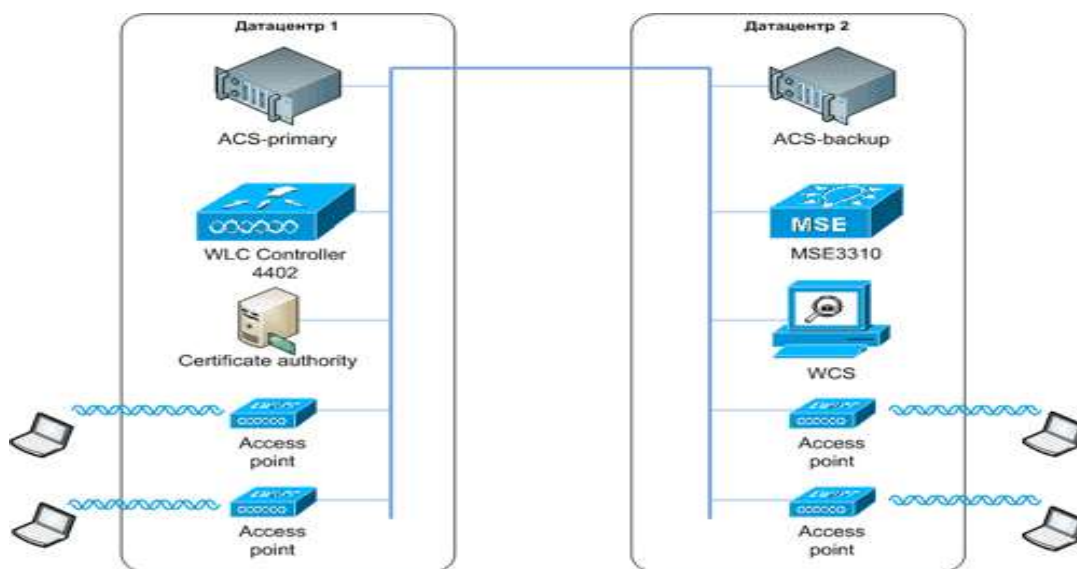 Датацентр 1
ACS-primary
WLC Controller
4402
Certificate authority
Access
point
Access
point
Датацентр 2
ACS-backup
MSE
MSE3310
WCS
Access
point
Access
point